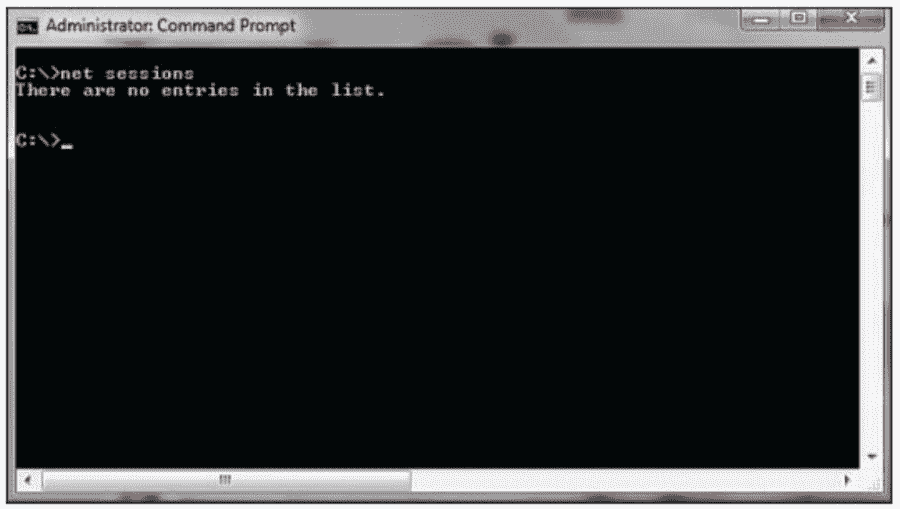 Administrator: Command Prompt
C:\>net sessions
There are no entries in the list.
C:\>_